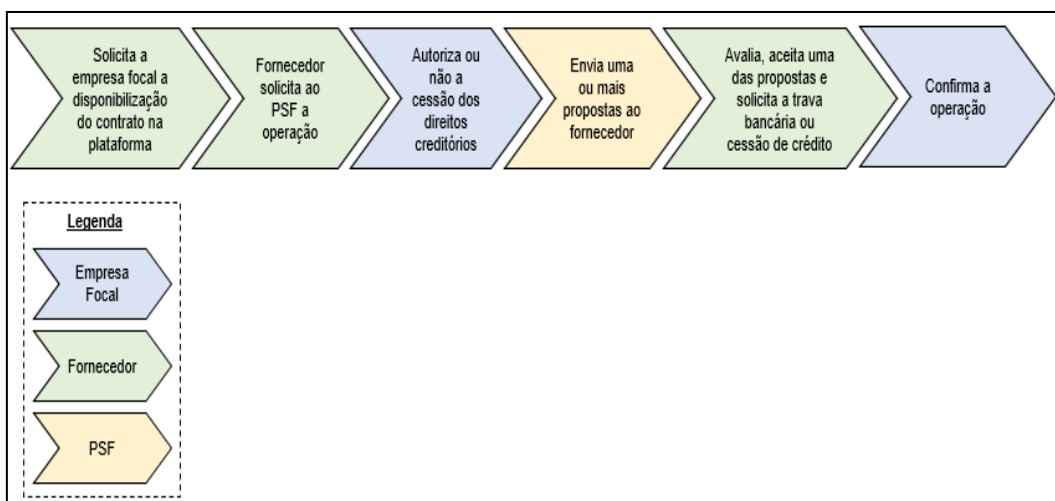 Solicita a
empresa focal a
disponibilização
do contrato na
plataforma
Fornecedor
solicita ao
PSF a
operação
Autoriza ou
não a
cessão dos
direitos
creditórios
Envia uma
ou mais
propostas ao
fornecedor
Avalia, aceita uma
das propostas e
solicita a trava
bancária ou
cessão de crédito
Confirma a
operação
Legenda
Empresa
Focal
Fornecedor
PSF